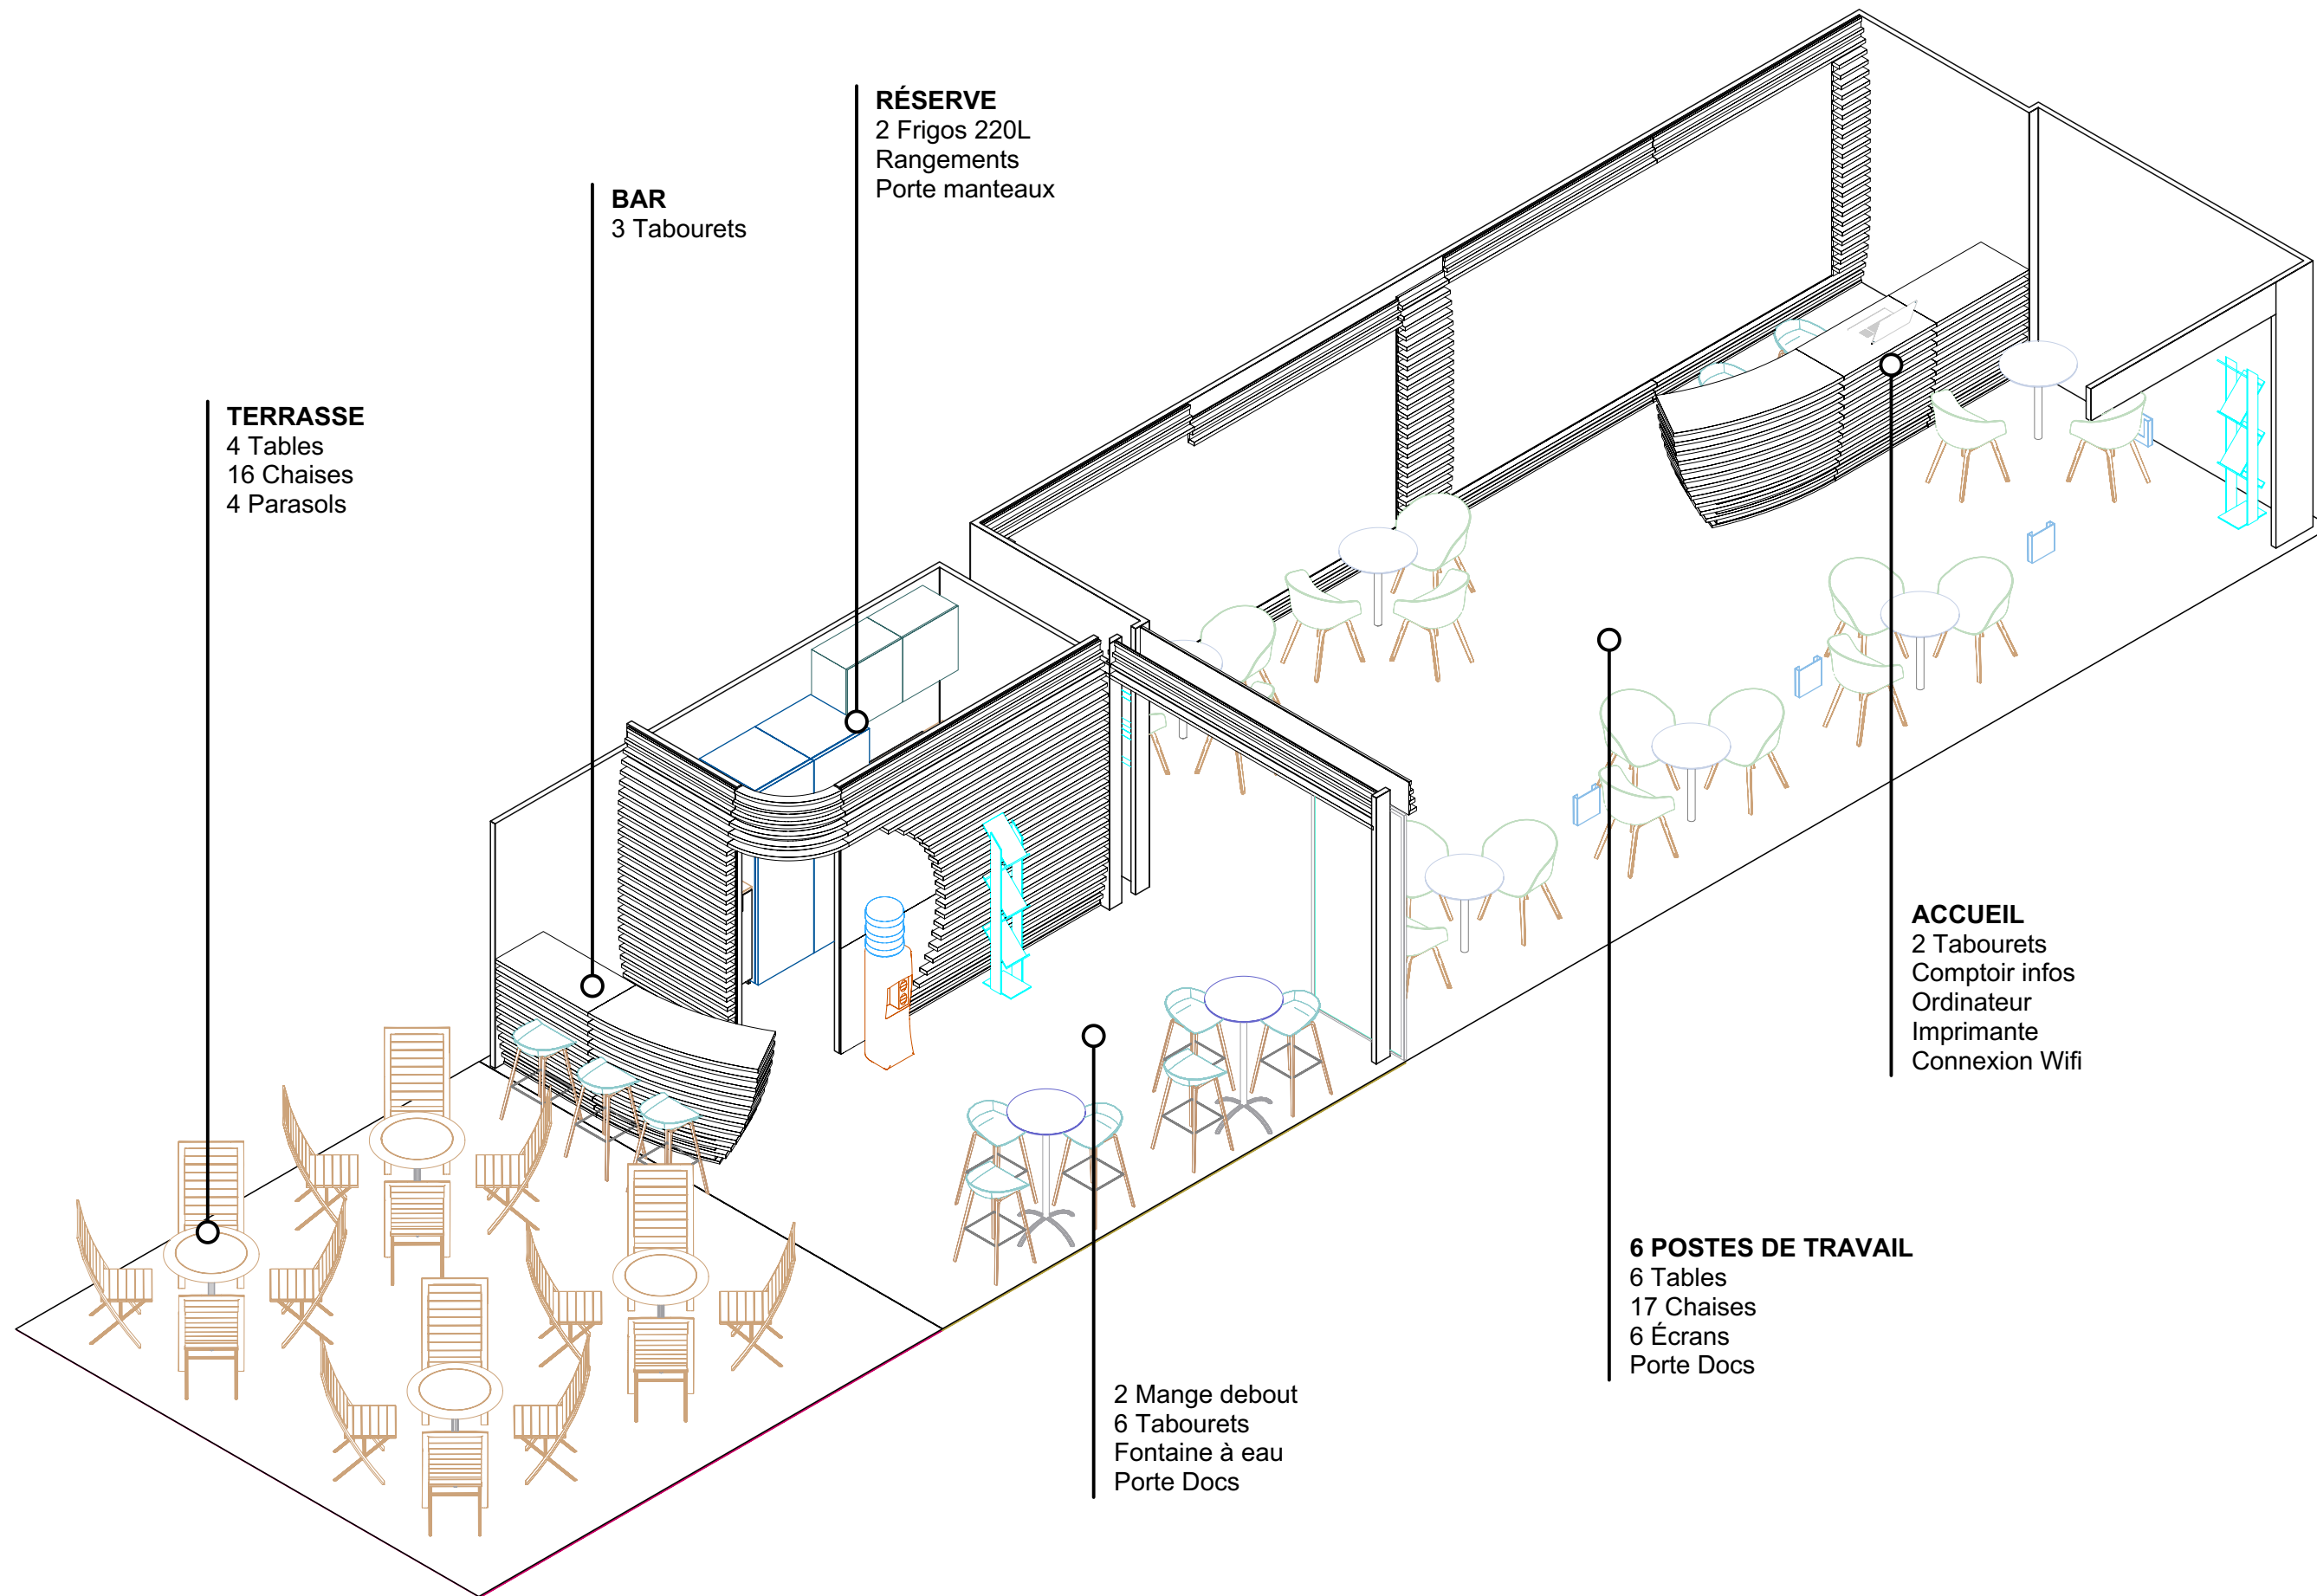 RÉSERVE
2 Frigos 220L
Rangements
Porte manteaux
BAR
3 Tabourets
TERRASSE
4 Tables
16 Chaises
4 Parasols
ACCUEIL
2 Tabourets
Comptoir infos
Ordinateur
Imprimante
Connexion Wifi
6 POSTES DE TRAVAIL
6 Tables
17 Chaises
6 Écrans
Porte Docs
2 Mange debout
6 Tabourets
Fontaine à eau
Porte Docs